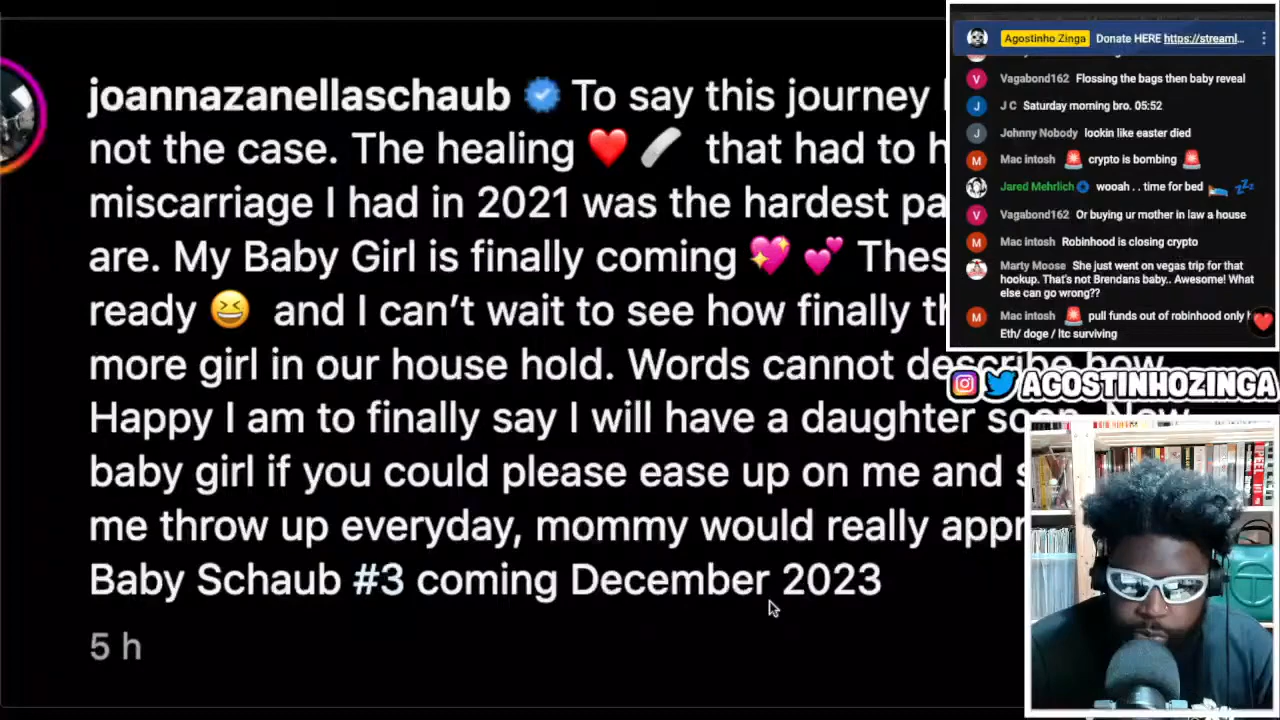 joannazanellaschaub To say this journey
not the case. The healing ❤️ that had to
miscarriage I had in 2021 was the hardest
are. My Baby Girl is finally coming 💖 💕
ready 😆 and I can't wait to see how finally
more girl in our house hold. Words cannot describe how
Happy I am to finally say I will have a daughter soon. Now
baby girl if you could please ease up on me and
me throw up everyday, mommy would really
Baby Schaub #3 coming December 2023
5 h
Agostinho Zinga Donate HERE https://streaml...
Vagabond162 Flossing the bags then baby reveal
J C Saturday morning bro. 05:52
Johnny Nobody lookin like easter died
Mac intosh 🚨 crypto is bombing 🚨
Jared Mehrlich wooah . . time for bed 🛌 💤
Vagabond162 Or buying ur mother in law a house
Mac intosh Robinhood is closing crypto
Marty Moose She just went on vegas trip for that
hookup. That's not Brendans baby.. Awesome! What
else can go wrong??
Mac intosh 🚨 pull funds out of robinhood only
Eth/ doge / ltc surviving
AGOSTINHOZINGA